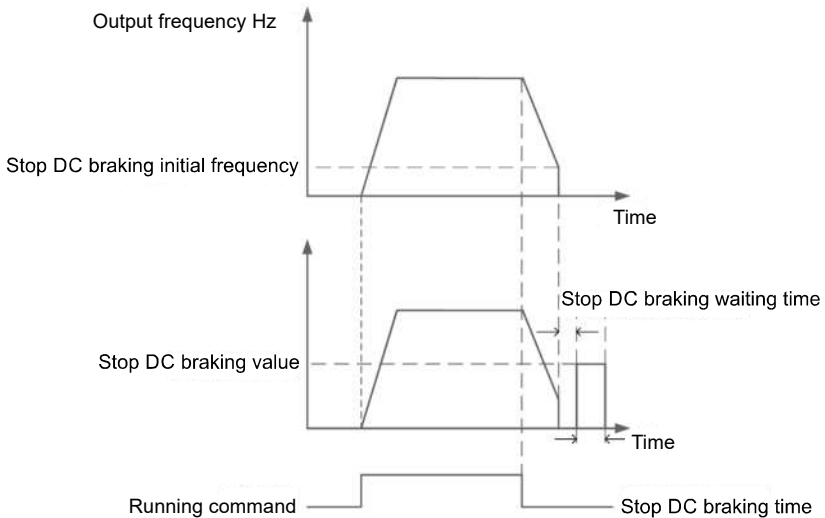 Output frequency Hz
Stop DC braking initial frequency
Time
Stop DC braking waiting time
Stop DC braking value
Time
Running command
Stop DC braking time